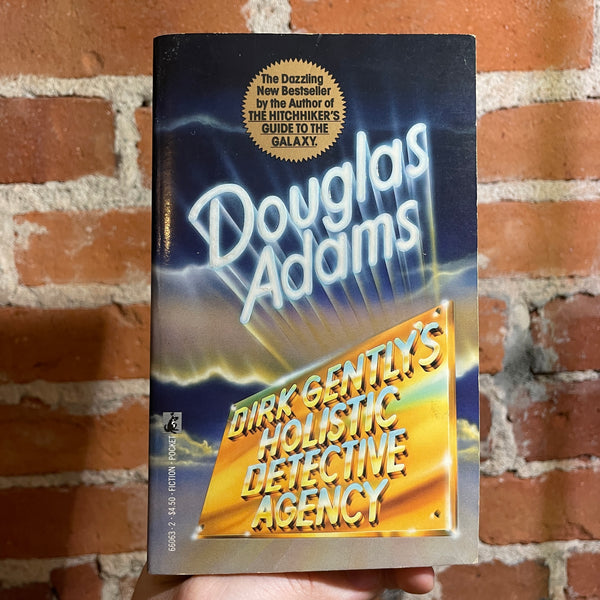 The Dazzling
New Bestseller
by the Author of
THE HITCHHIKER'S
GUIDE TO THE
GALAXY.
Douglas
Adams
DIRK GENTLY'S
HOLISTIC
DETECTIVE
AGENCY
66063-2 · $4.50 · FICTION · POCKET